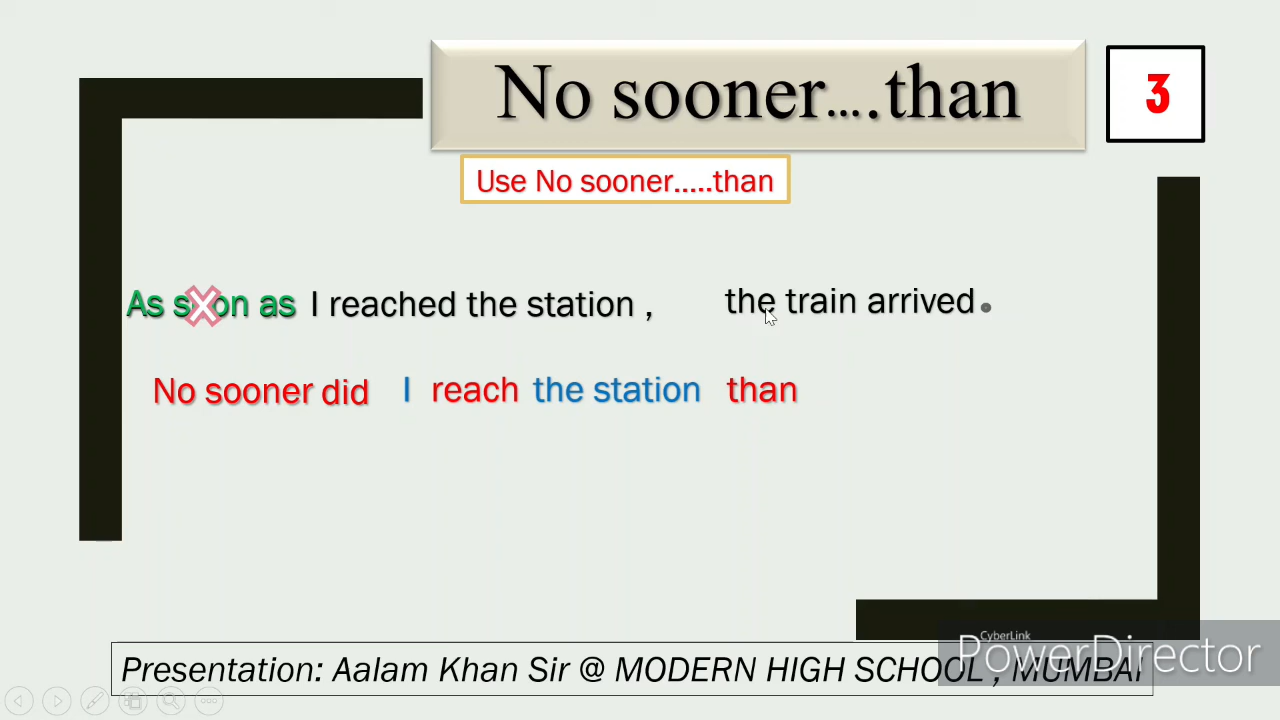 No sooner....than
3
Use No sooner.....than
As soon as I reached the station , the train arrived.
No sooner did I reach the station than
Presentation: Aalam Khan Sir @ MODERN HIGH SCHOOL , MUMBAI
CyberLink
PowerDirector